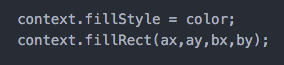 context.fillStyle = color;
context.fillRect(ax,ay,bx,by);